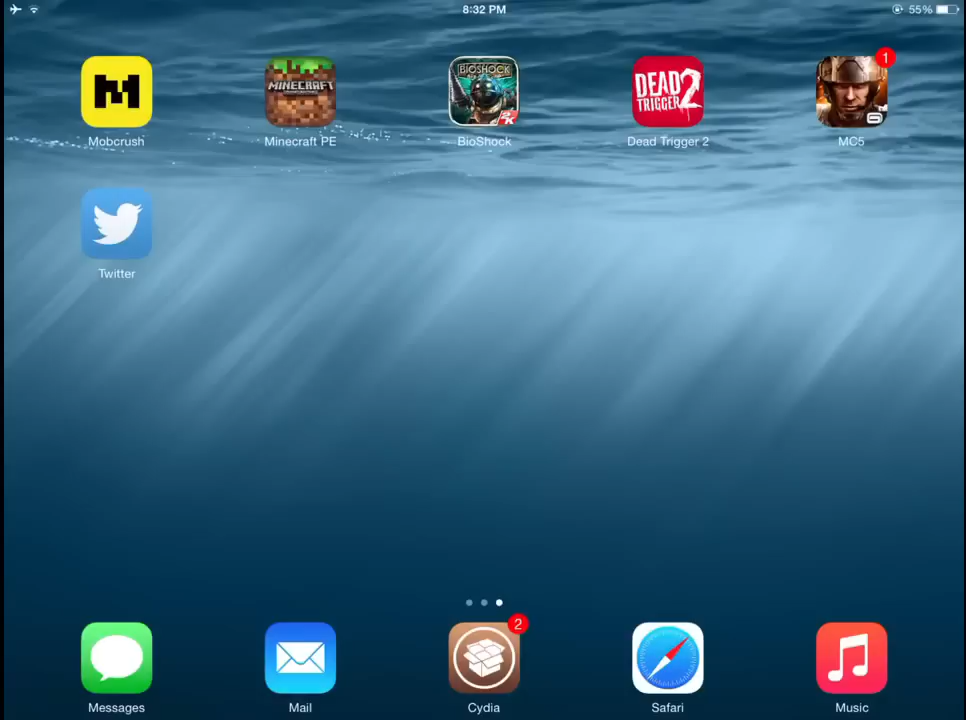 8:32 PM
55%
MINECRAFT
BIOSHOCK
2K
DEAD
TRIGGER 2
1
Mobcrush
Minecraft PE
BioShock
Dead Trigger 2
MC5
Twitter
2
Messages
Mail
Cydia
Safari
Music